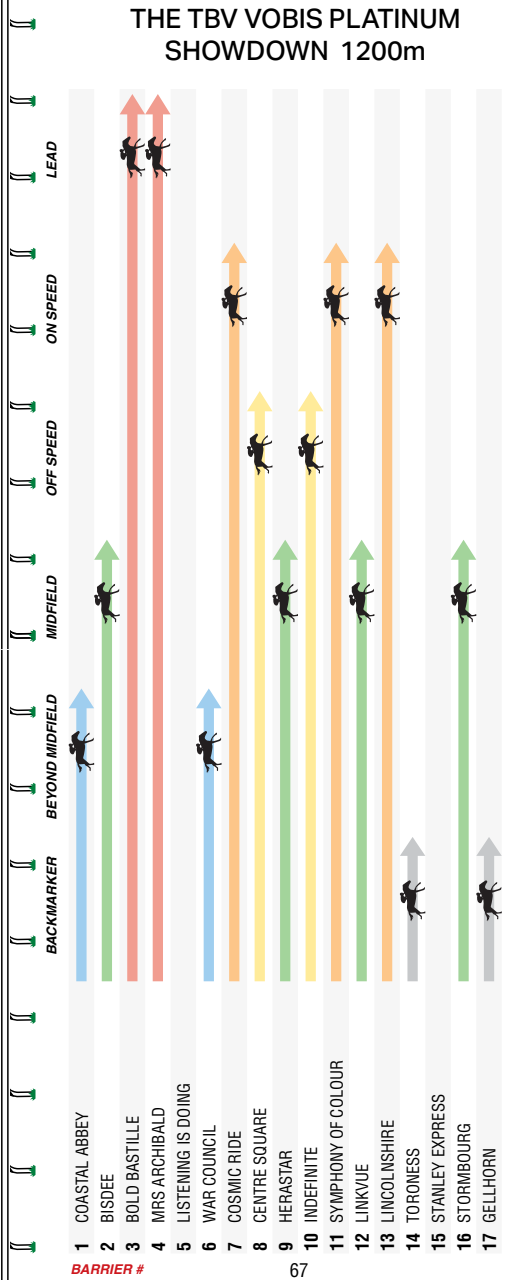 THE TBV VOBIS PLATINUM
SHOWDOWN 1200m
LEAD
ON SPEED
OFF SPEED
MIDFIELD
BEYOND MIDFIELD
BACKMARKER
1 COASTAL ABBEY
2 BISDEE
3 BOLD BASTILLE
4 MRS ARCHIBALD
5 LISTENING IS DOING
6 WAR COUNCIL
7 COSMIC RIDE
8 CENTRE SQUARE
9 HERASTAR
10 INDEFINITE
11 SYMPHONY OF COLOUR
12 LINKVUE
13 LINCOLNSHIRE
14 TORONESS
15 STANLEY EXPRESS
16 STORMBOURG
17 GELLHORN
BARRIER #
67